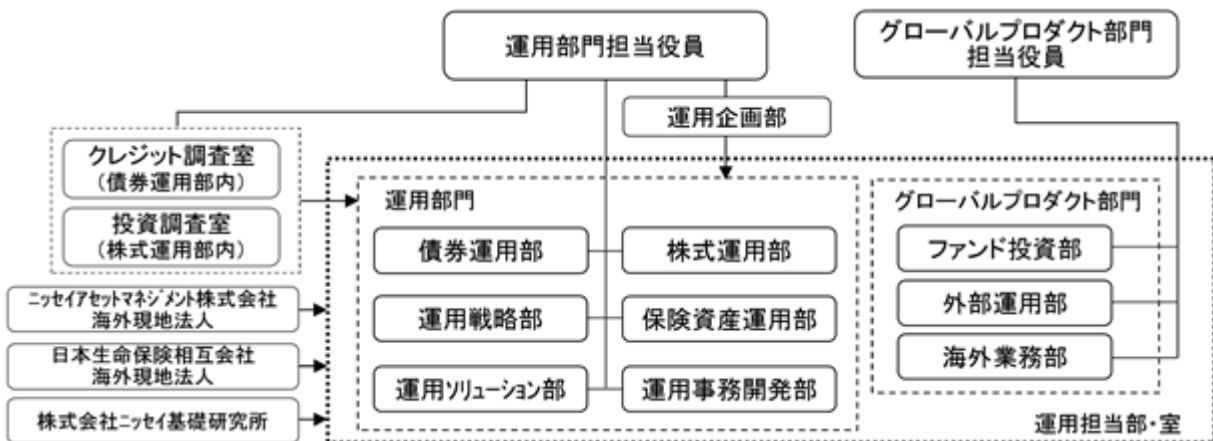 運用部門担当役員
グローバルプロダクト部門
担当役員
運用企画部
クレジット調査室
(債券運用部内)
投資調査室
(株式運用部内)
運用部門
債券運用部
株式運用部
運用戦略部
保険資産運用部
運用ソリューション部
運用事務開発部
グローバルプロダクト部門
ファンド投資部
外部運用部
海外業務部
ニッセイアセットマネジメント株式会社
海外現地法人
日本生命保険相互会社
海外現地法人
株式会社ニッセイ基礎研究所
運用担当部・室